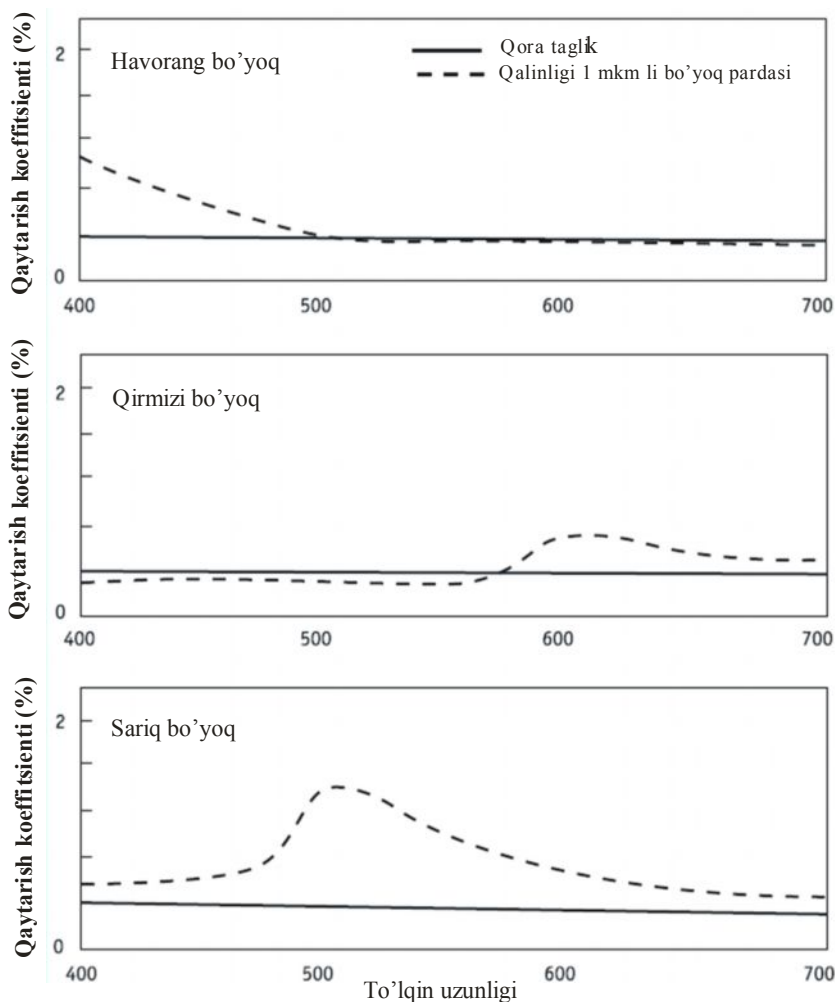 Qaytarish koeffitsienti (%)
2
Havorang bo’yoq
Qora taglik
Qalinligi 1 mkm li bo’yoq pardasi
0
400 500 600 700
Qaytarish koeffitsienti (%)
2
Qirmizi bo’yoq
0
400 500 600 700
Qaytarish koeffitsienti (%)
2
Sariq bo’yoq
0
400 500 600 700
To’lqin uzunligi